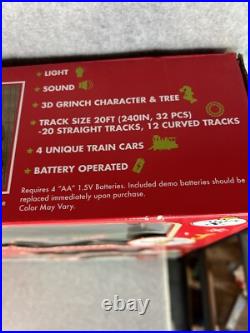 LIGHT
SOUND
3D GRINCH CHARACTER & TREE
TRACK SIZE 20FT (240IN, 32 PCS)
-20 STRAIGHT TRACKS, 12 CURVED TRACKS
4 UNIQUE TRAIN CARS
BATTERY OPERATED
Requires 4 "AA" 1.5V Batteries. Included demo batteries should be
replaced immediately upon purchase.
Color May Vary.